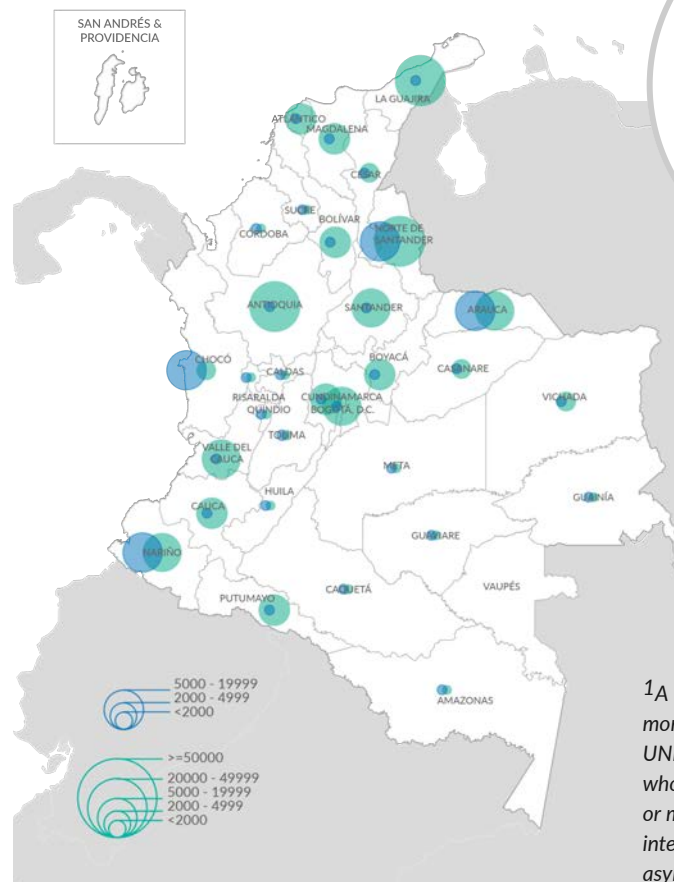 SAN ANDRÉS &
PROVIDENCIA
LA GUAJIRA
ATLÁNTICO
MAGDALENA
CESAR
SUCRE
BOLÍVAR
CÓRDOBA
NORTE DE
SANTANDER
ANTIOQUIA
SANTANDER
ARAUCA
CHOCÓ
BOYACÁ
CALDAS
CASANARE
RISARALDA
CUNDINAMARCA
VICHADA
QUINDIO
BOGOTÁ, D.C.
TOLIMA
VALLE DEL
CAUCA
META
HUILA
GUAINÍA
CAUCA
GUAVIARE
NARIÑO
CAQUETÁ
VAUPÉS
PUTUMAYO
AMAZONAS
5000 - 19999
2000 - 4999
<2000
>=50000
20000 - 49999
5000 - 19999
2000 - 4999
<2000
1A
mor
UNI
who
or m
inte
asyl